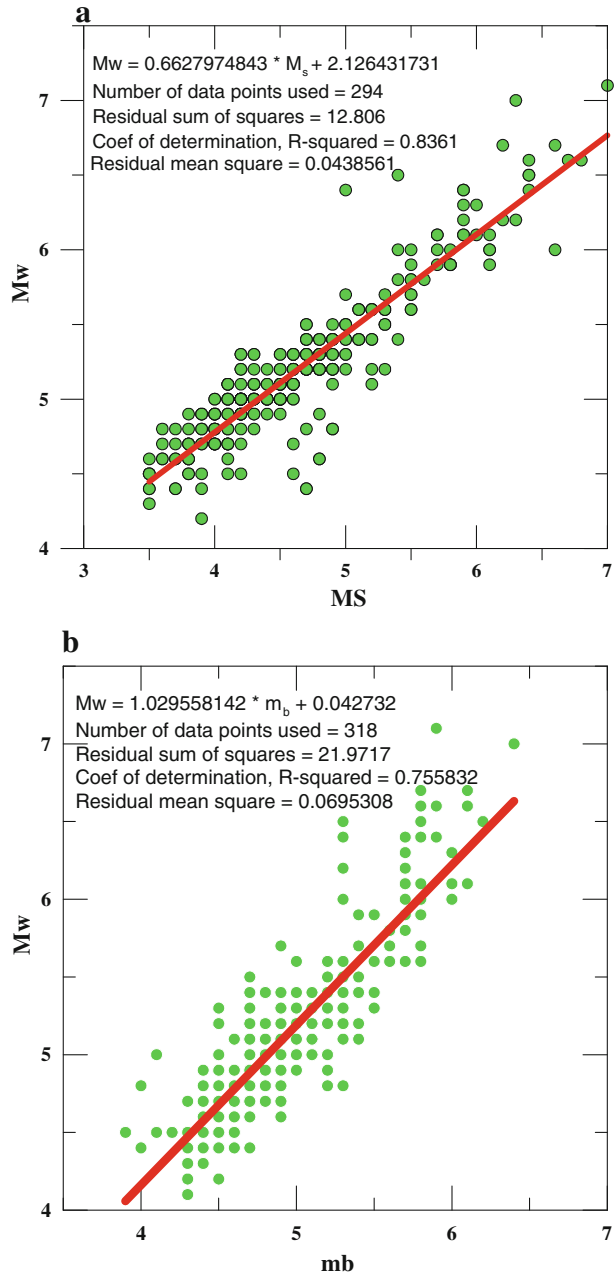 a
Mw = 0.6627974843 * Ms + 2.126431731
Number of data points used = 294
Residual sum of squares = 12.806
Coef of determination, R-squared = 0.8361
Residual mean square = 0.0438561
7
6
5
4
Mw
3 4 5 6 7
MS
b
Mw = 1.029558142 * mb + 0.042732
Number of data points used = 318
Residual sum of squares = 21.9717
Coef of determination, R-squared = 0.755832
Residual mean square = 0.0695308
7
6
5
4
Mw
4 5 6 7
mb